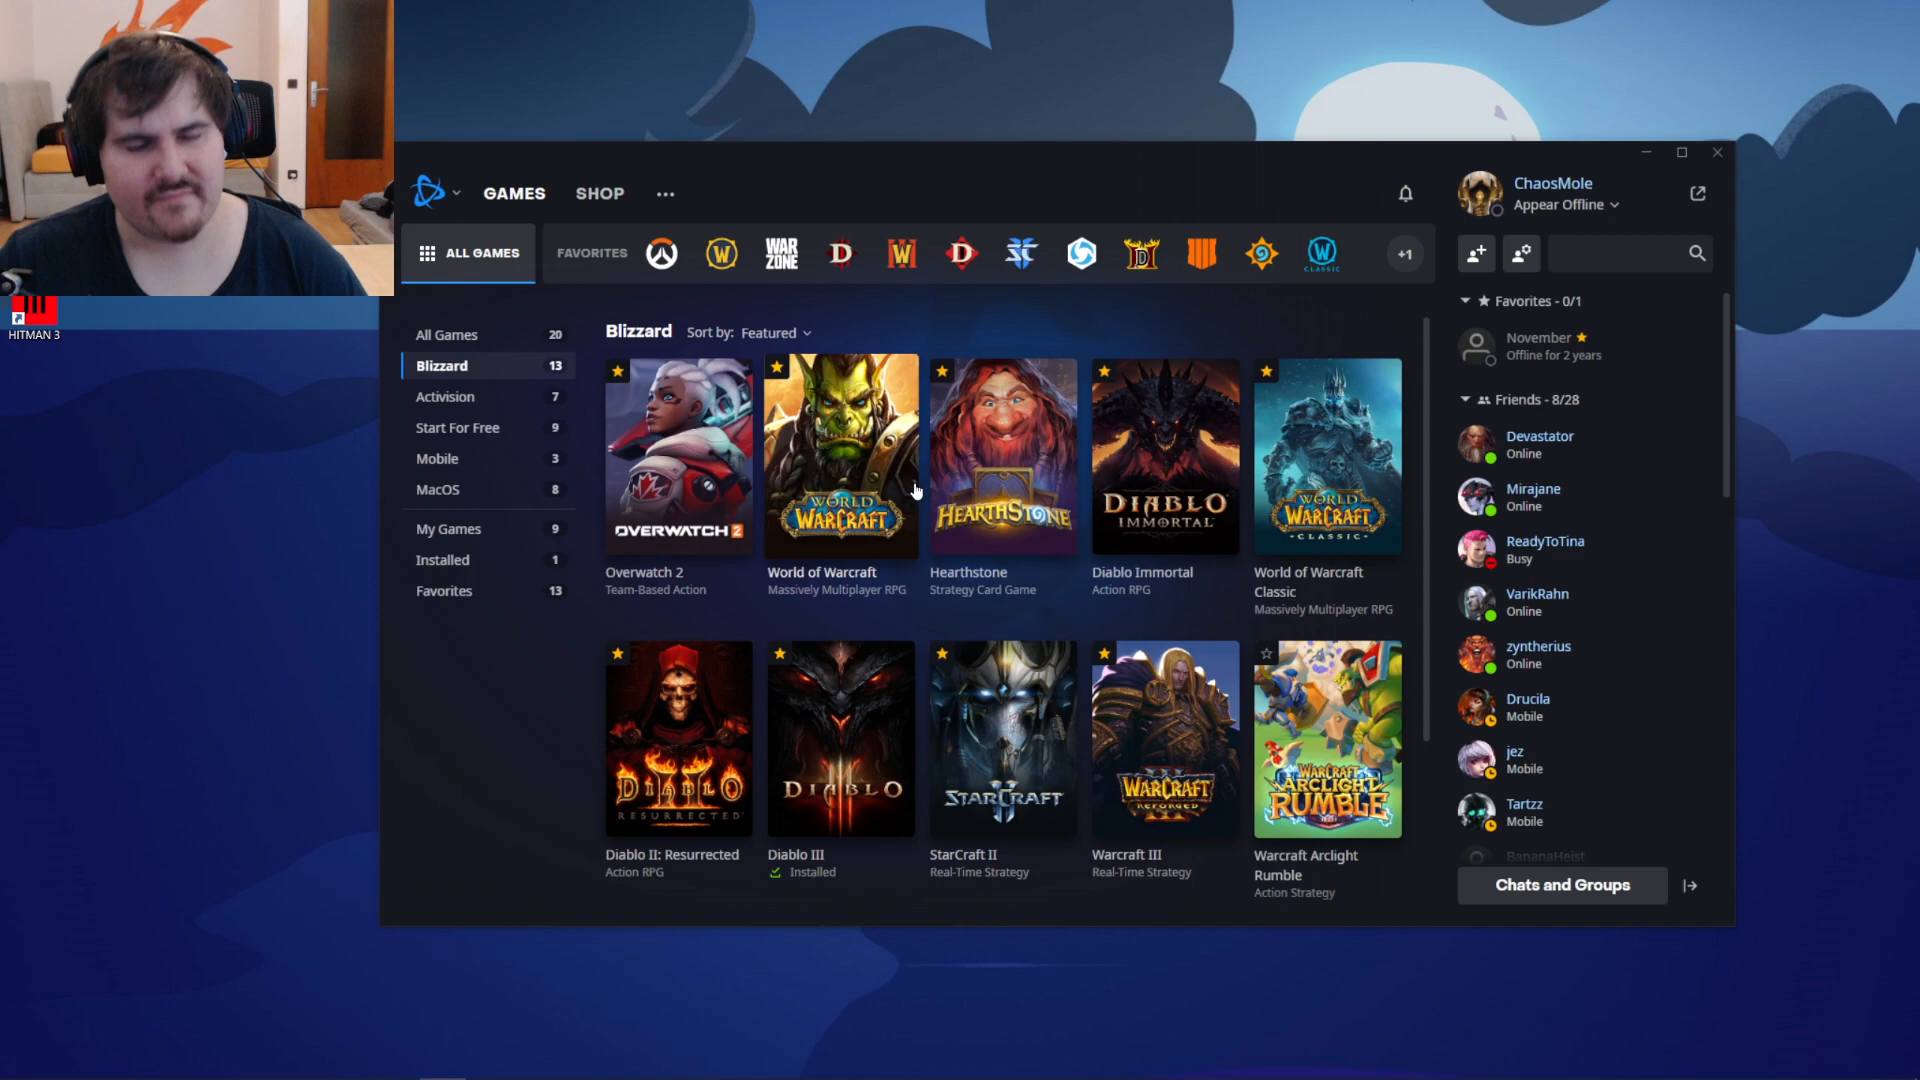 HITMAN 3
GAMES
SHOP
ALL GAMES
FAVORITES
WAR
ZONE
CLASSIC
+1
ChaosMole
Appear Offline
All Games 20
Blizzard 13
Activision 7
Start For Free 9
Mobile 3
MacOS 8
My Games 9
Installed 1
Favorites 13
Blizzard Sort by: Featured
OVERWATCH 2
WORLD
WARCRAFT
HEARTHSTONE
DIABLO
IMMORTAL
WORLD
WARCRAFT
CLASSIC
Overwatch 2
Team-Based Action
World of Warcraft
Massively Multiplayer RPG
Hearthstone
Strategy Card Game
Diablo Immortal
Action RPG
World of Warcraft
Classic
Massively Multiplayer RPG
DIABLO
II
RESURRECTED
DIABLO
III
STARCRAFT
II
WARCRAFT
REFORGED
III
WARCRAFT
ARCLIGHT
RUMBLE
Diablo II: Resurrected
Action RPG
Diablo III
Installed
StarCraft II
Real-Time Strategy
Warcraft III
Real-Time Strategy
Warcraft Arclight
Rumble
Action Strategy
Favorites - 0/1
November
Offline for 2 years
Friends - 8/28
Devastator
Online
Mirajane
Online
ReadyToTina
Busy
VarikRahn
Online
zyntherius
Online
Drucila
Mobile
jez
Mobile
Tartzz
Mobile
BananaHeist
Chats and Groups